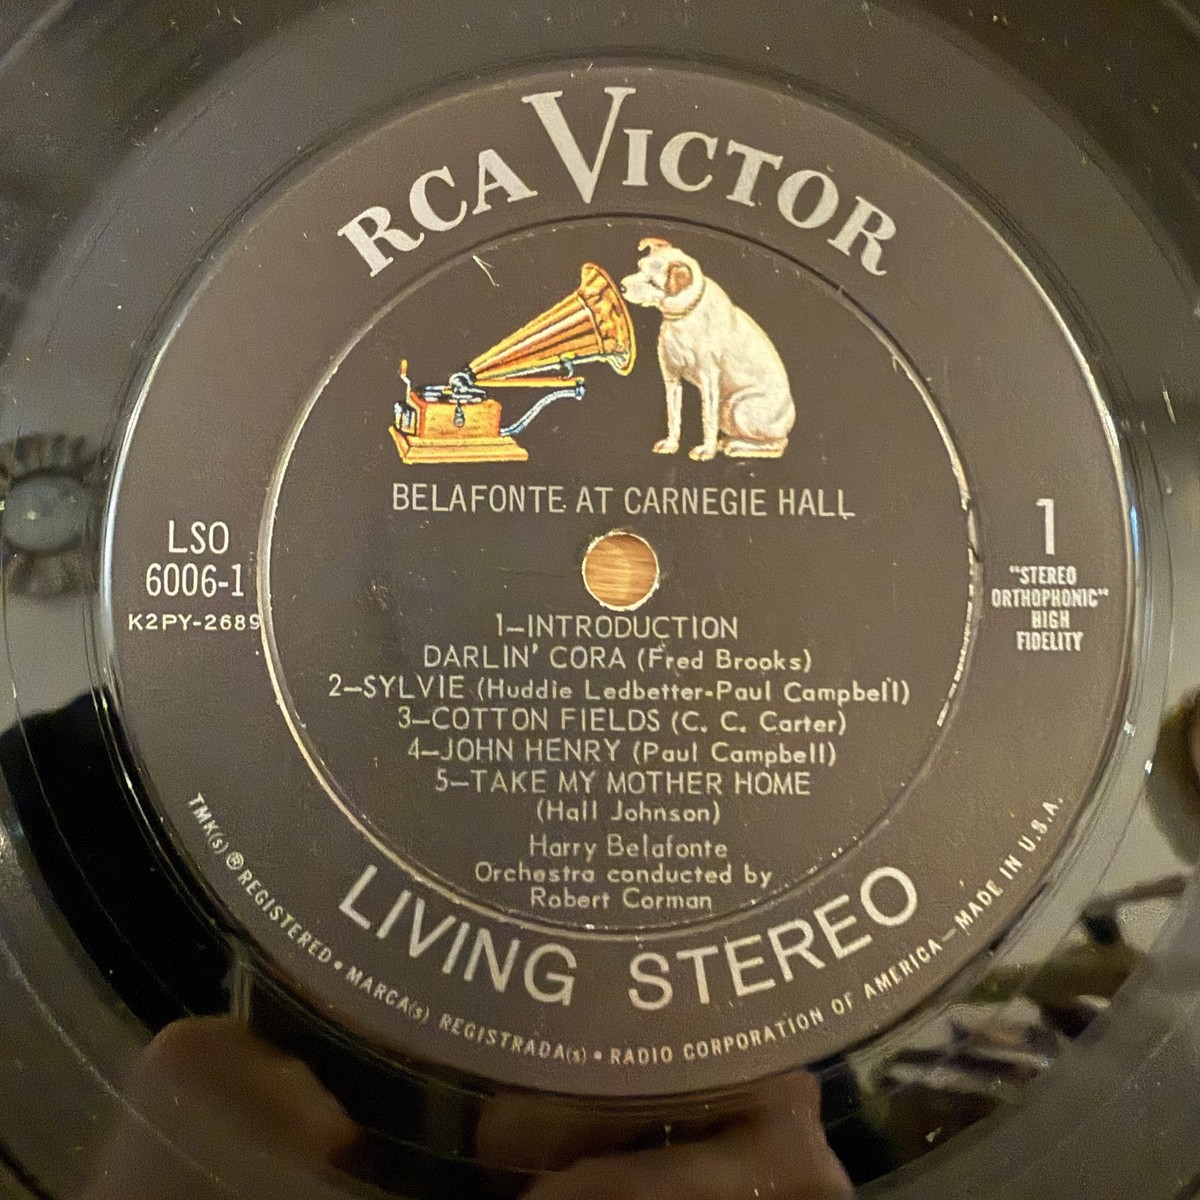 RCA VICTOR
BELAFONTE AT CARNEGIE HALL
LSO
6006-1
K2PY-2689
1
"STEREO
ORTHOPHONIC"
HIGH
FIDELITY
1—INTRODUCTION
DARLIN' CORA (Fred Brooks)
2—SYLVIE (Huddie Ledbetter-Paul Campbell)
3—COTTON FIELDS (C. C. Carter)
4—JOHN HENRY (Paul Campbell)
5—TAKE MY MOTHER HOME
(Hall Johnson)
Harry Belafonte
Orchestra conducted by
Robert Corman
LIVING STEREO
TMK(s) ® REGISTERED • MARCA(s) REGISTRADA(s) • RADIO CORPORATION OF AMERICA—MADE IN U.S.A.